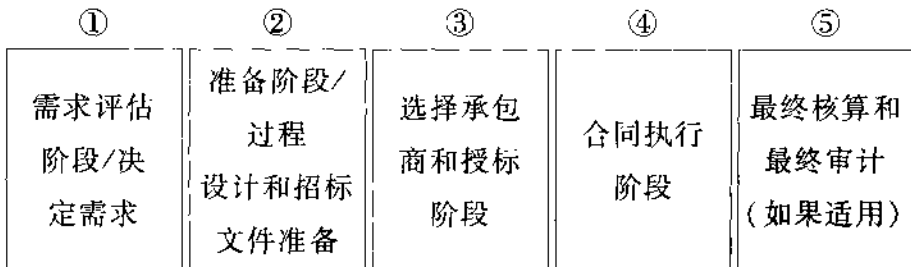 ① ② ③ ④ ⑤
需求评估
阶段/决
定需求
准备阶段/
过程
设计和招标
文件准备
选择承包
商和授标
阶段
合同执行
阶段
最终核算和
最终审计
(如果适用)